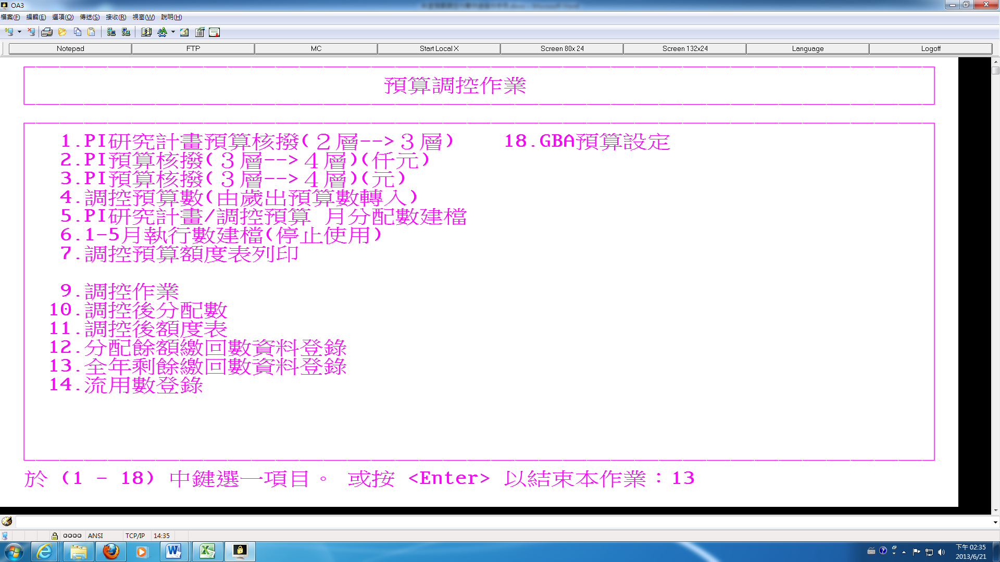 OA3
檔案(F) 編輯(E) 選項(O) 傳送(S) 接收(R) 視窗(W) 說明(H)
Notepad FTP MC Start Local X Screen 80x 24 Screen 132x24 Language Logoff
預算調控作業
1.PI研究計畫預算核撥(２層-->３層) 18.GBA預算設定
2.PI預算核撥(３層-->４層)(仟元)
3.PI預算核撥(３層-->４層)(元)
4.調控預算數(由歲出預算數轉入)
5.PI研究計畫/調控預算 月分配數建檔
6.1-5月執行數建檔(停止使用)
7.調控預算額度表列印
9.調控作業
10.調控後分配數
11.調控後額度表
12.分配餘額繳回數資料登錄
13.全年剩餘繳回數資料登錄
14.流用數登錄
於 (1 - 18) 中鍵選一項目。 或按 <Enter> 以結束本作業：13
ANSI TCP/IP 14:35
下午 02:35
2013/6/21